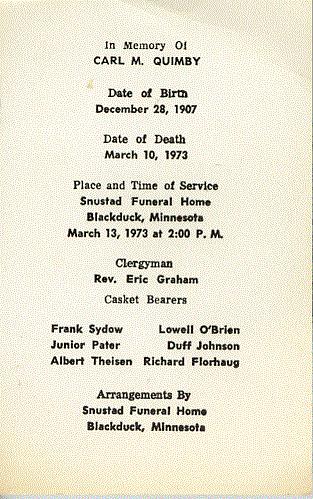 In Memory Of
CARL M. QUIMBY
Date of Birth
December 28, 1907
Date of Death
March 10, 1973
Place and Time of Service
Snustad Funeral Home
Blackduck, Minnesota
March 13, 1973 at 2:00 P. M.
Clergyman
Rev. Eric Graham
Casket Bearers
Frank Sydow Lowell O'Brien
Junior Pater Duff Johnson
Albert Theisen Richard Florhaug
Arrangements By
Snustad Funeral Home
Blackduck, Minnesota